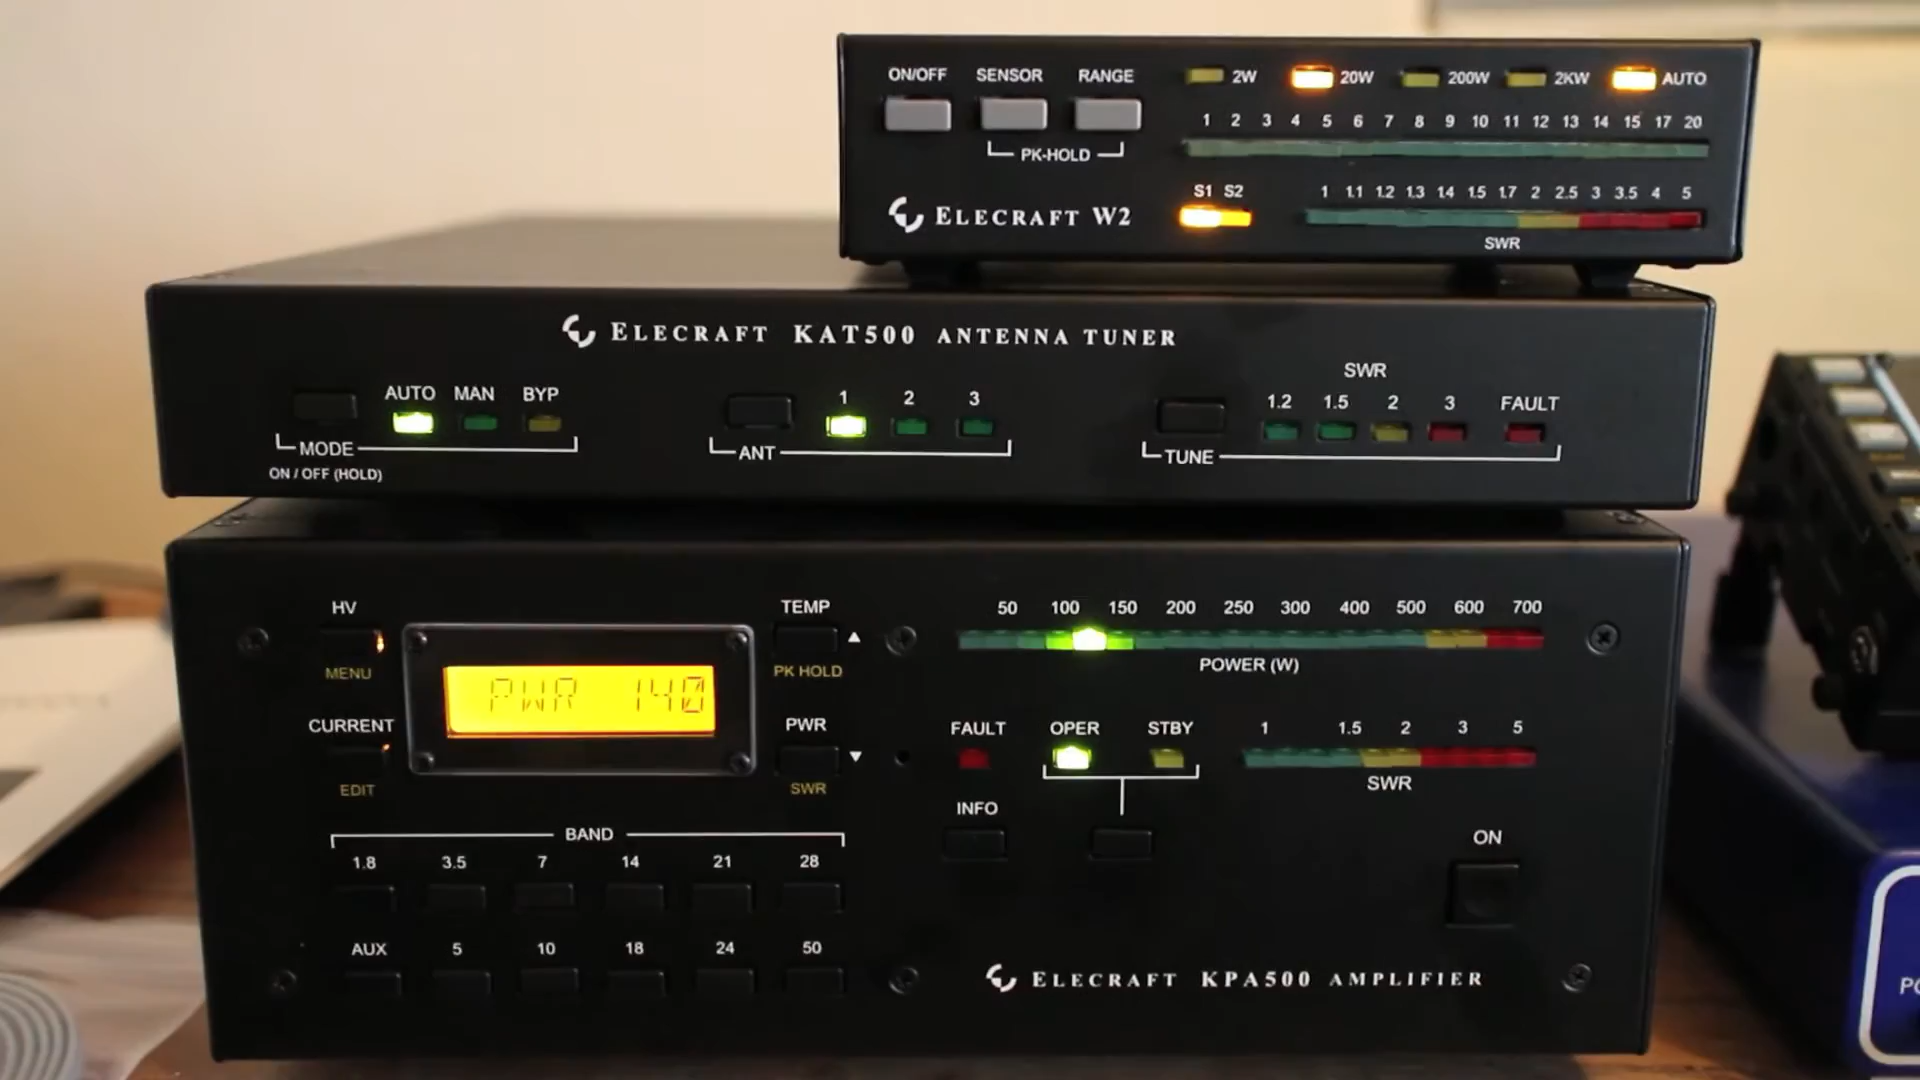 ON/OFF SENSOR RANGE 2W 20W 200W 2KW AUTO
1 2 3 4 5 6 7 8 9 10 11 12 13 14 15 17 20
PK-HOLD
S1 S2 1 1.1 1.2 1.3 1.4 1.5 1.7 2 2.5 3 3.5 4 5
ELECRAFT W2
SWR
ELECRAFT KAT500 ANTENNA TUNER
SWR
AUTO MAN BYP 1 2 3 1.2 1.5 2 3 FAULT
MODE ANT TUNE
ON / OFF (HOLD)
HV TEMP 50 100 150 200 250 300 400 500 600 700
MENU PK HOLD POWER (W)
PWR 140
CURRENT PWR FAULT OPER STBY 1 1.5 2 3 5
EDIT SWR SWR
INFO
BAND ON
1.8 3.5 7 14 21 28
AUX 5 10 18 24 50
ELECRAFT KPA500 AMPLIFIER